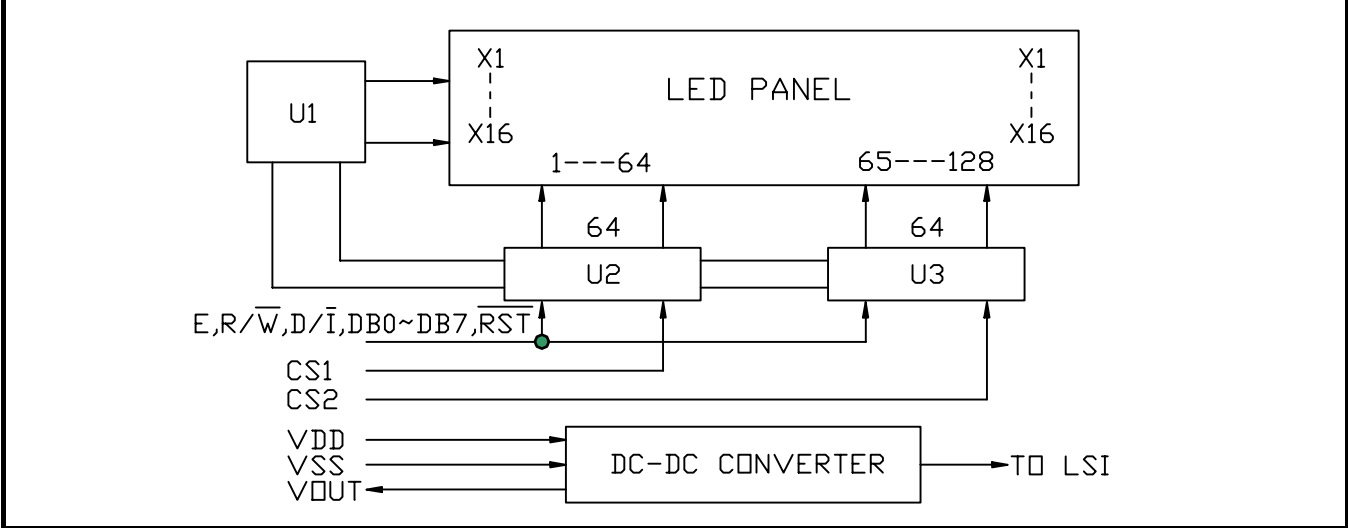 X1 X1
LED PANEL
U1
X16 X16
1---64 65---128
64 64
U2 U3
E,R/W̅,D/I̅,DB0~DB7,R̅S̅T̅
CS1
CS2
VDD
VSS DC-DC CONVERTER TO LSI
VOUT